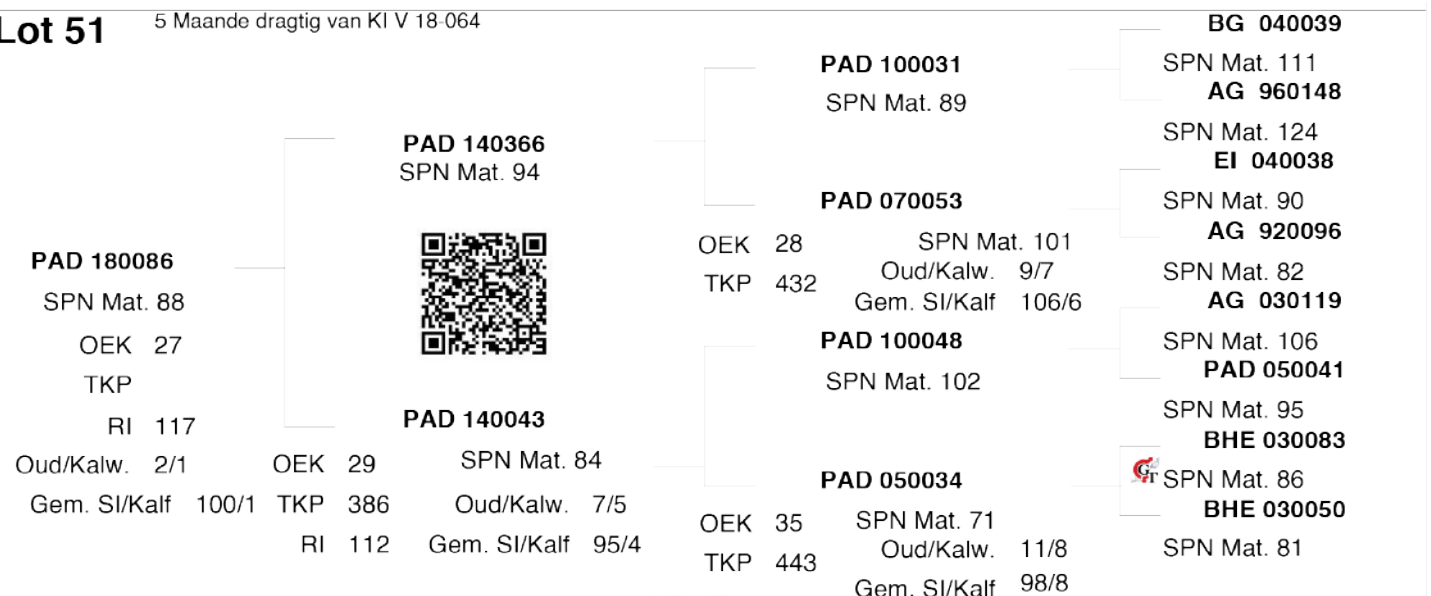 Lot 51
5 Maande dragtig van KI V 18-064
PAD 180086
SPN Mat. 88
OEK 27
TKP
RI 117
Oud/Kalw. 2/1
Gem. SI/Kalf 100/1
PAD 140366
SPN Mat. 94
PAD 140043
OEK 29 SPN Mat. 84
TKP 386 Oud/Kalw. 7/5
RI 112 Gem. SI/Kalf 95/4
PAD 100031
SPN Mat. 89
PAD 070053
OEK 28 SPN Mat. 101
TKP 432 Oud/Kalw. 9/7
Gem. SI/Kalf 106/6
PAD 100048
SPN Mat. 102
PAD 050034
OEK 35 SPN Mat. 71
TKP 443 Oud/Kalw. 11/8
Gem. SI/Kalf 98/8
BG 040039
SPN Mat. 111
AG 960148
SPN Mat. 124
EI 040038
SPN Mat. 90
AG 920096
SPN Mat. 82
AG 030119
SPN Mat. 106
PAD 050041
SPN Mat. 95
BHE 030083
GT SPN Mat. 86
BHE 030050
SPN Mat. 81